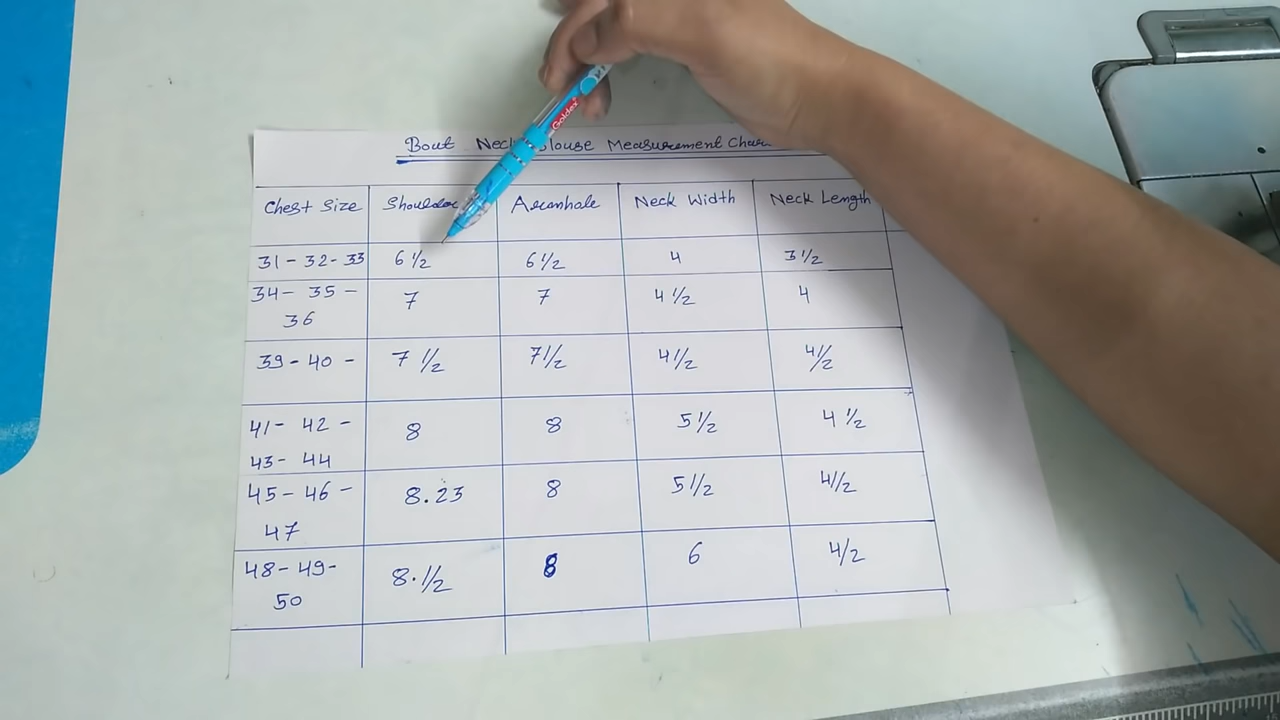 Boat Neck Blouse Measurement Chart
Chest Size Shoulder Armhole Neck Width Neck Length
31-32-33 6 1/2 6 1/2 4 3 1/2
34-35-36 7 7 4 1/2 4
39-40- 7 1/2 7 1/2 4 1/2 4/2
41-42-43-44 8 8 5 1/2 4 1/2
45-46-47 8.23 8 5 1/2 4/2
48-49-50 8.1/2 8 6 4/2
Goldex